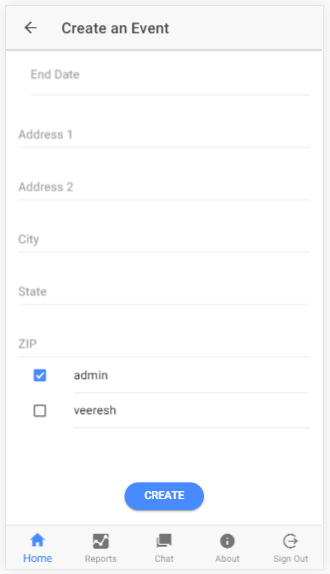 Create an Event
End Date
Address 1
Address 2
City
State
ZIP
admin
veeresh
CREATE
Home Reports Chat About Sign Out